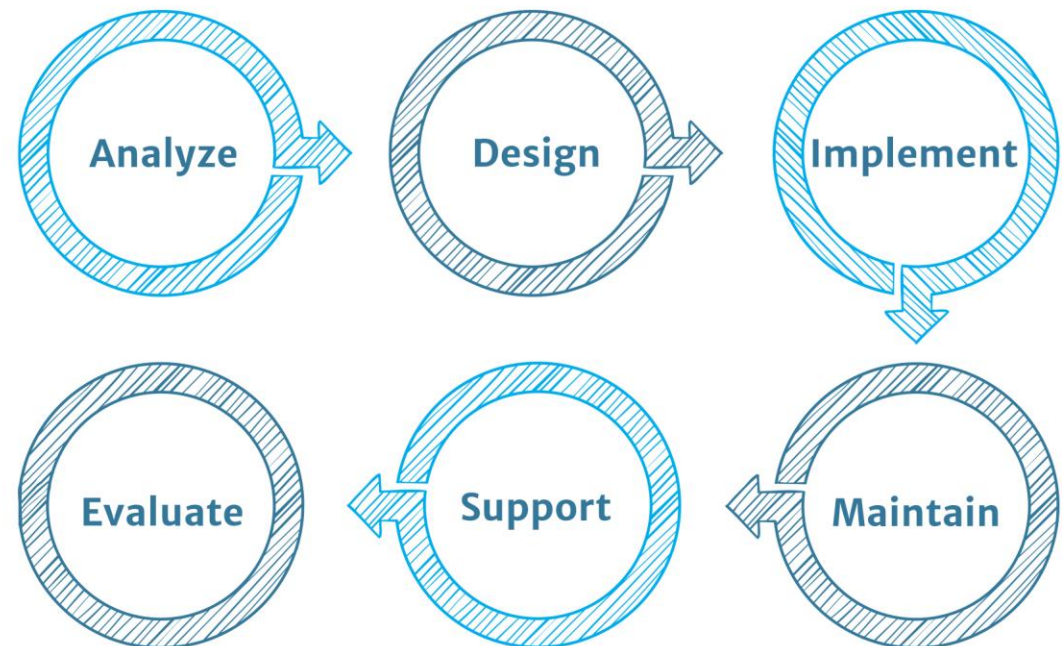 Analyze
Design
Implement
Maintain
Support
Evaluate